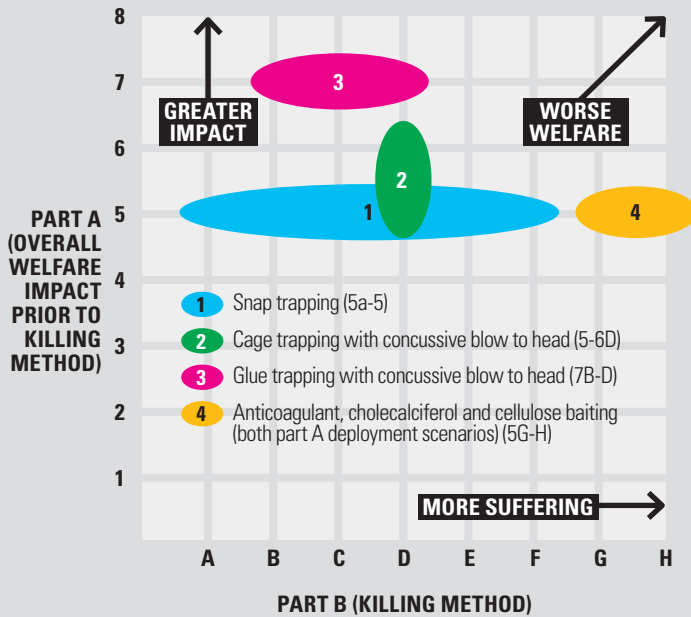 8
7
6
5
4
3
2
1
GREATER
IMPACT
WORSE
WELFARE
3
2
1
4
PART A
(OVERALL
WELFARE
IMPACT
PRIOR TO
KILLING
METHOD)
1 Snap trapping (5a-5)
2 Cage trapping with concussive blow to head (5-6D)
3 Glue trapping with concussive blow to head (7B-D)
4 Anticoagulant, cholecalciferol and cellulose baiting
(both part A deployment scenarios) (5G-H)
MORE SUFFERING
A B C D E F G H
PART B (KILLING METHOD)